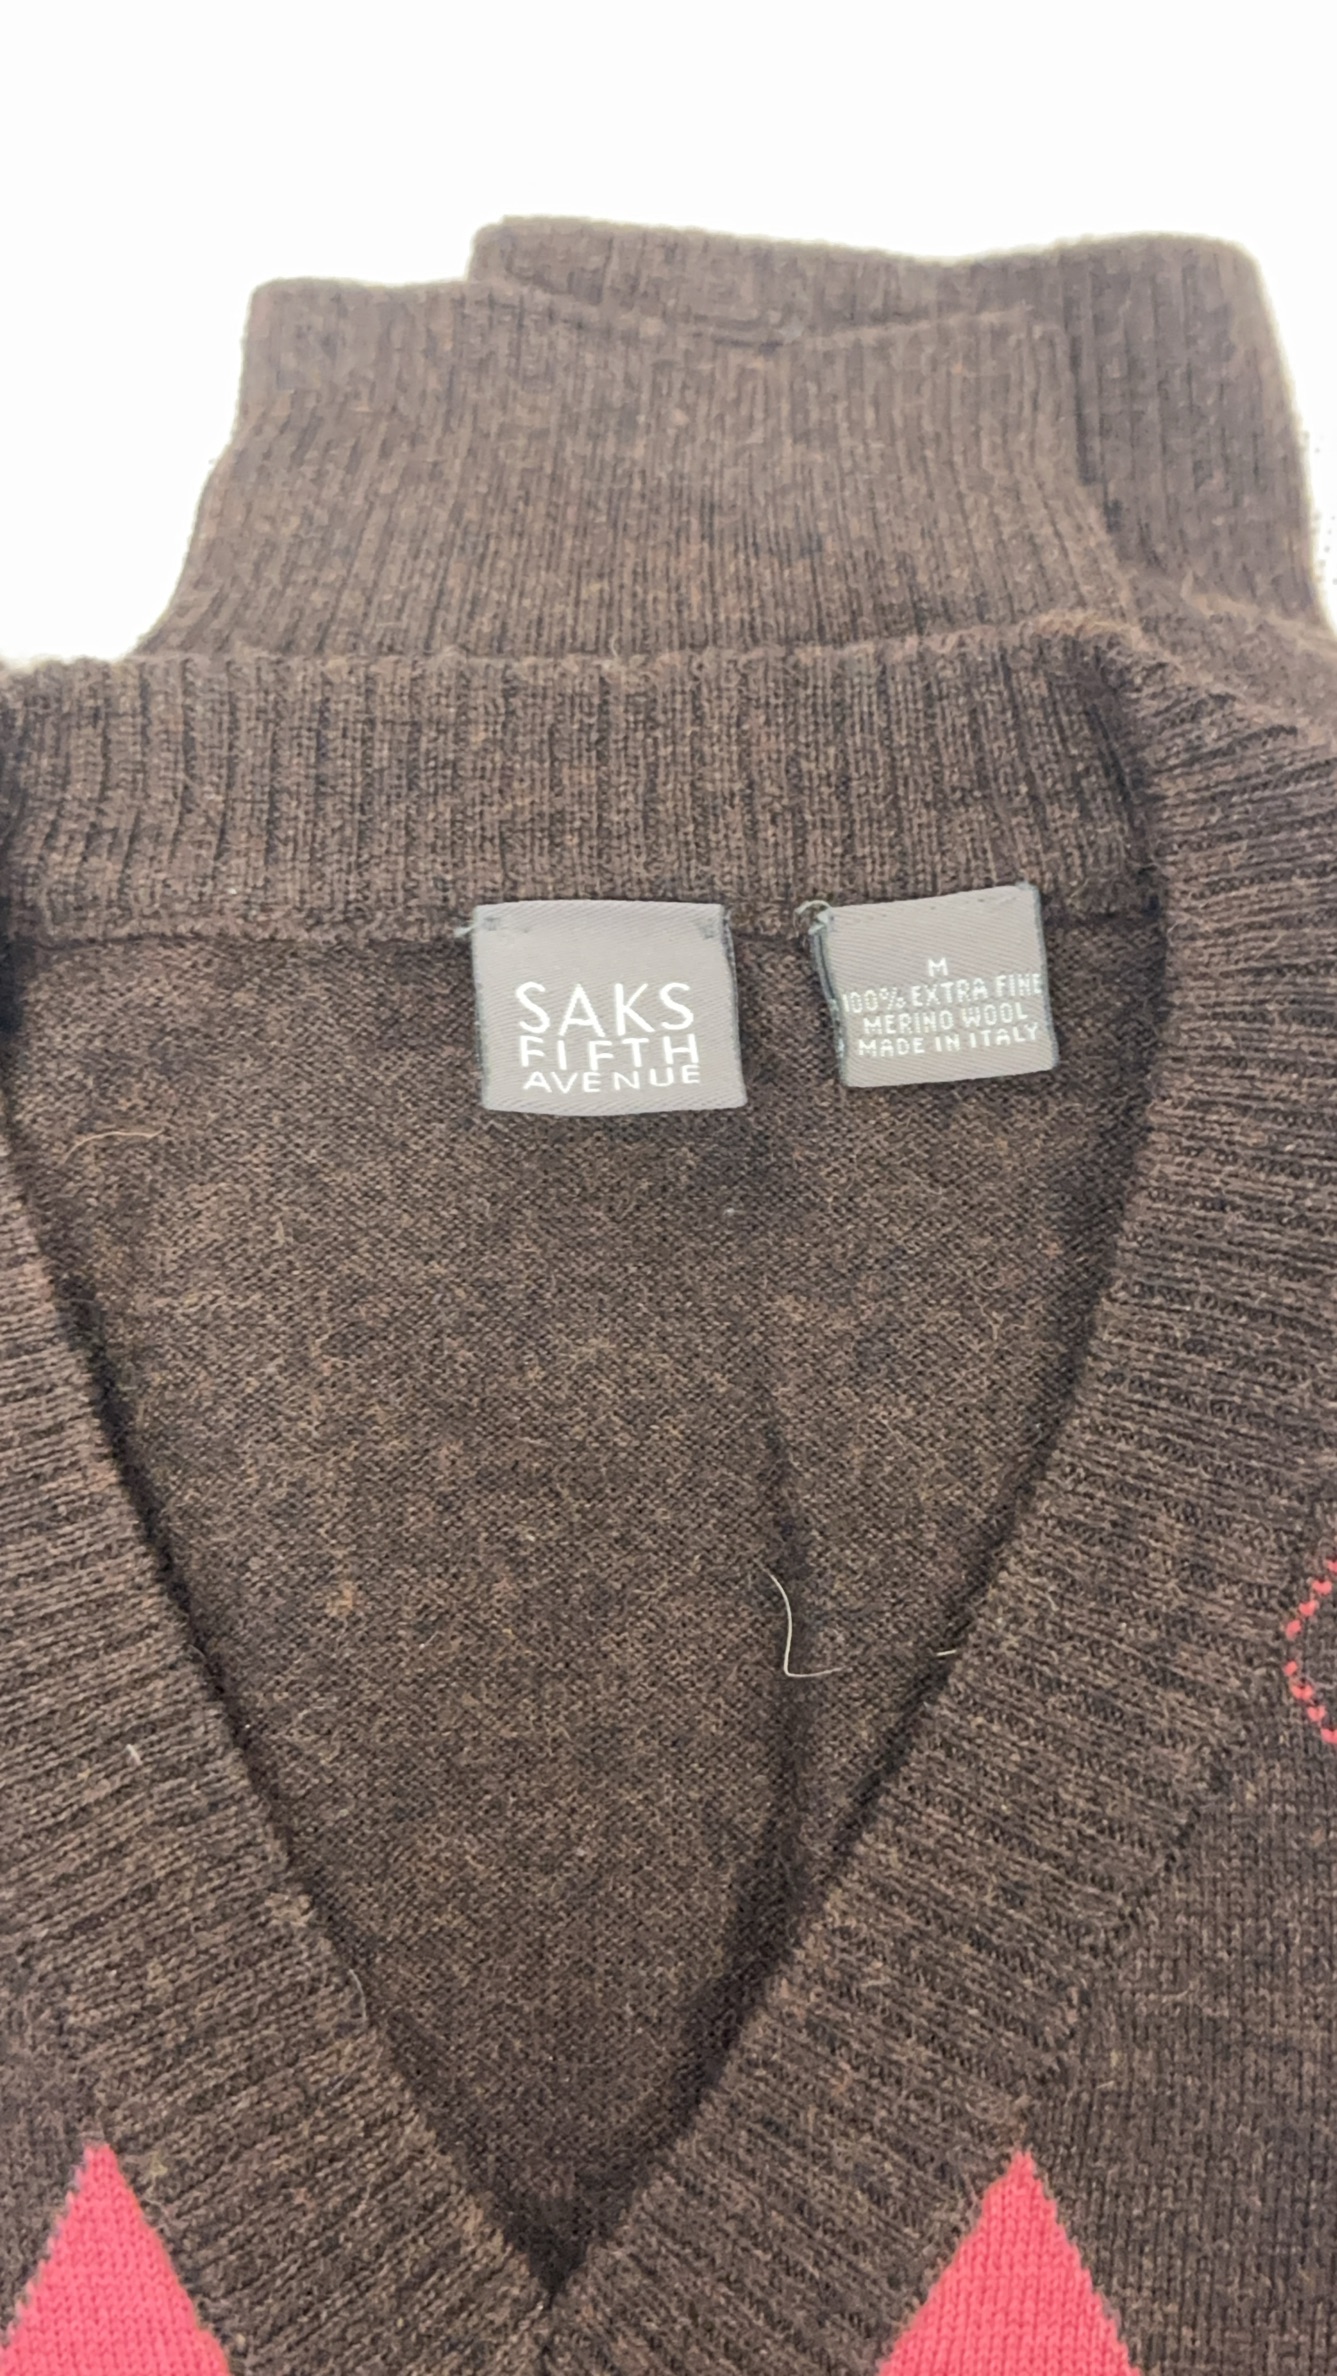 SAKS
FIFTH
AVENUE
M
100% EXTRA FINE
MERINO WOOL
MADE IN ITALY